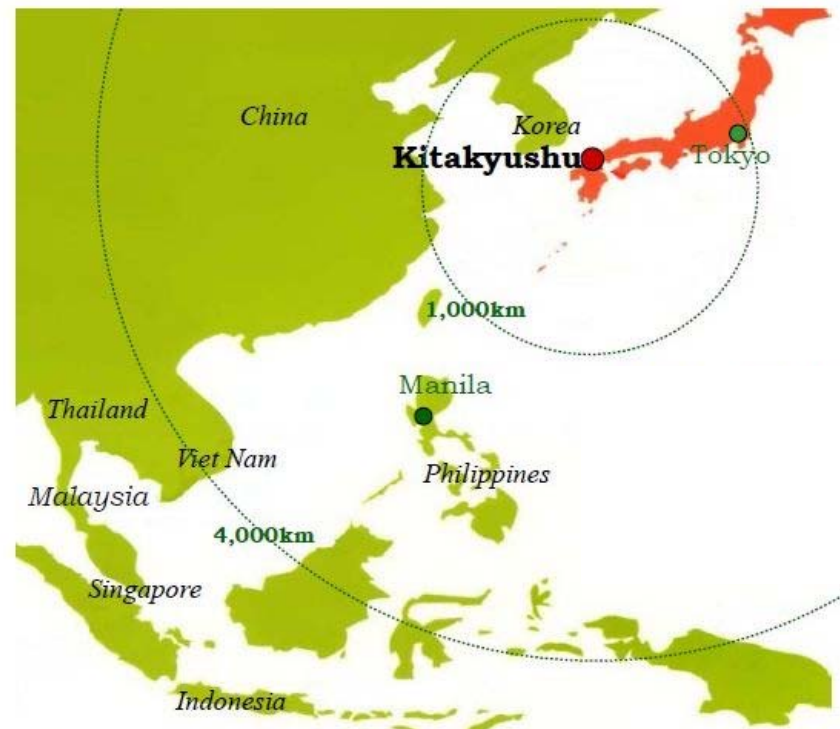 China
Korea
Kitakyushu
Tokyo
1,000km
Manila
Thailand
Viet Nam
Philippines
Malaysia
4,000km
Singapore
Indonesia